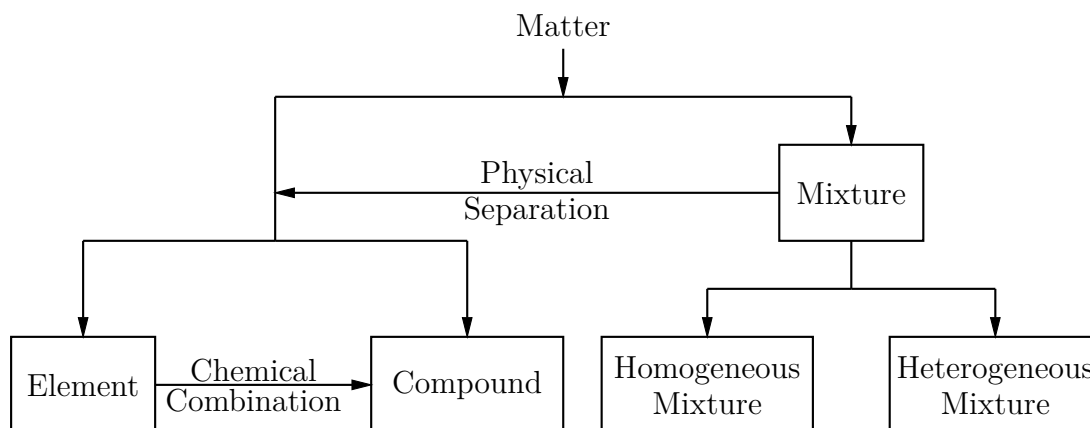 Matter
Physical
Separation
Mixture
Element
Chemical
Combination
Compound
Homogeneous
Mixture
Heterogeneous
Mixture